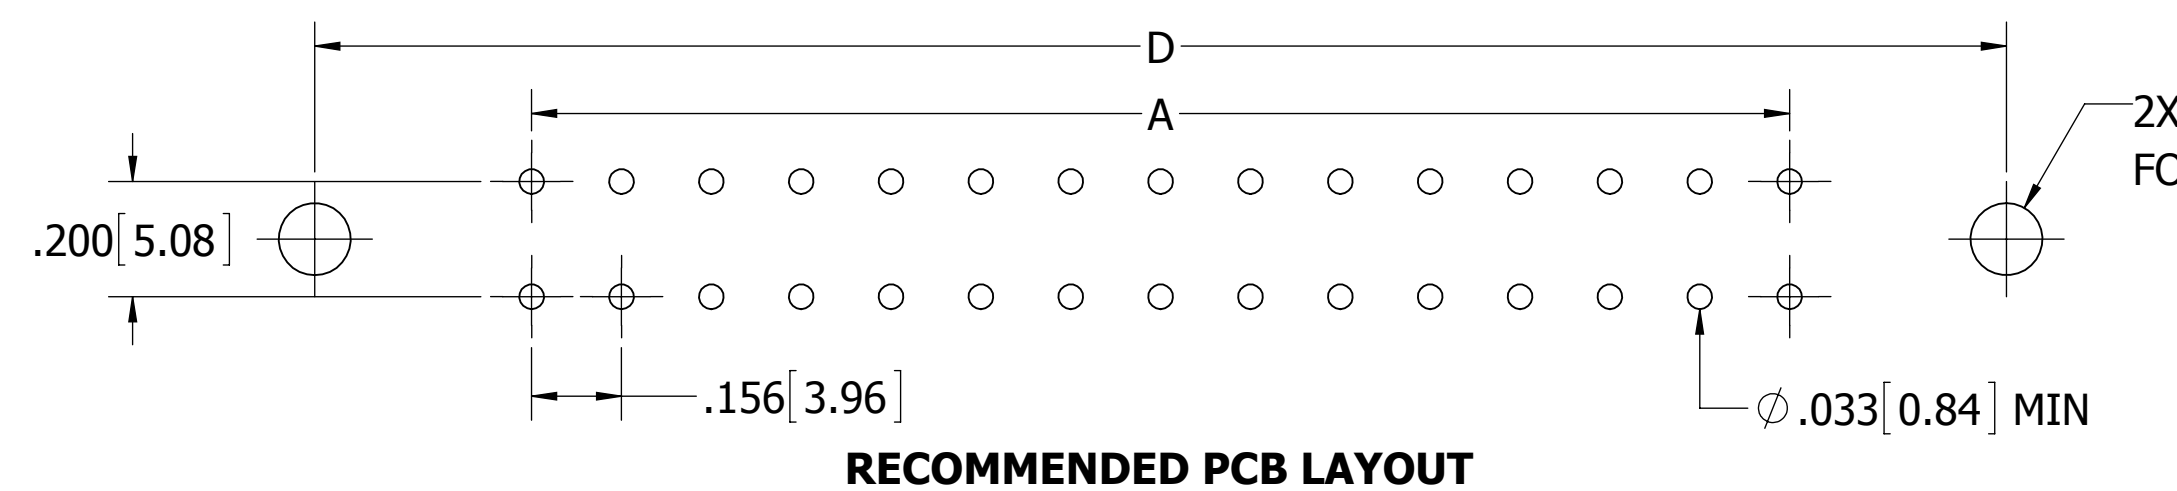 D
A
2X
FO
.200[5.08]
.156[3.96]
Ø.033[0.84] MIN
RECOMMENDED PCB LAYOUT